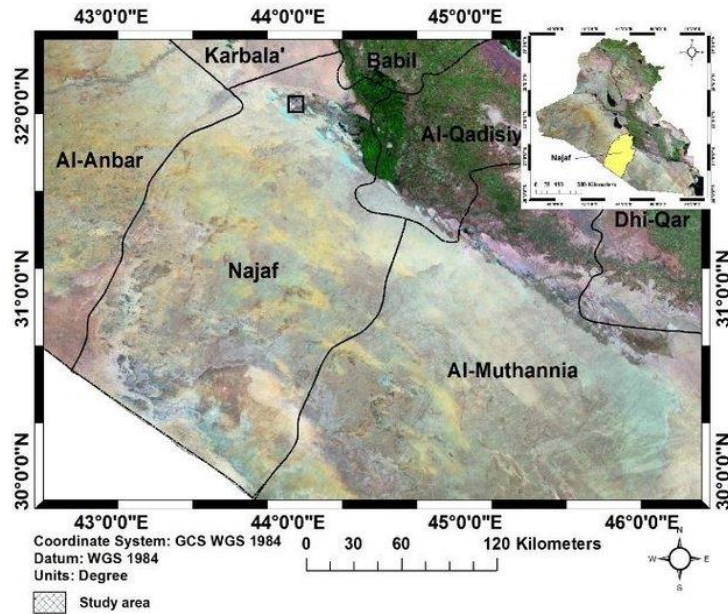 43°0'0"E 44°0'0"E 45°0'0"E
Karbala'
Babil
32°0'0"N
Al-Anbar
Al-Qadisiy
Najaf
0 380 Kilometers
Dhi-Qar
31°0'0"N 31°0'0"N
Najaf
Al-Muthannia
30°0'0"N 30°0'0"N
43°0'0"E 44°0'0"E 45°0'0"E 46°0'0"E
Coordinate System: GCS WGS 1984
Datum: WGS 1984
Units: Degree
0 30 60 120 Kilometers
N
W E
S
Study area